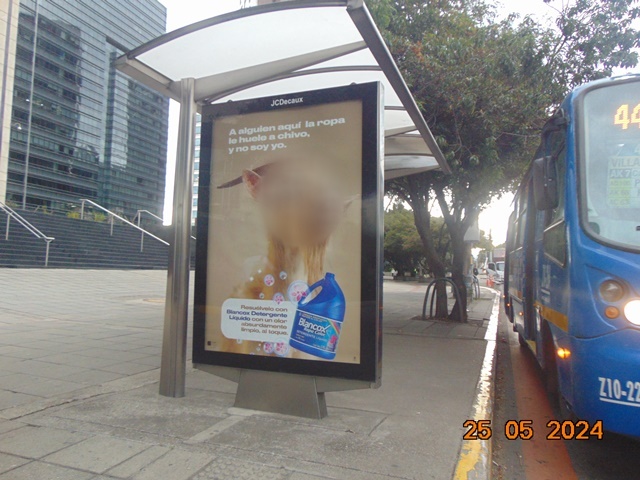 JCDecaux
A alguien aquí la ropa
le huele a chivo,
y no soy yo.
Resuélvelo con
Blancox Detergente
Líquido con un olor
absurdamente
limpio, al toque.
Blancox
44
Z10-22
25 05 2024